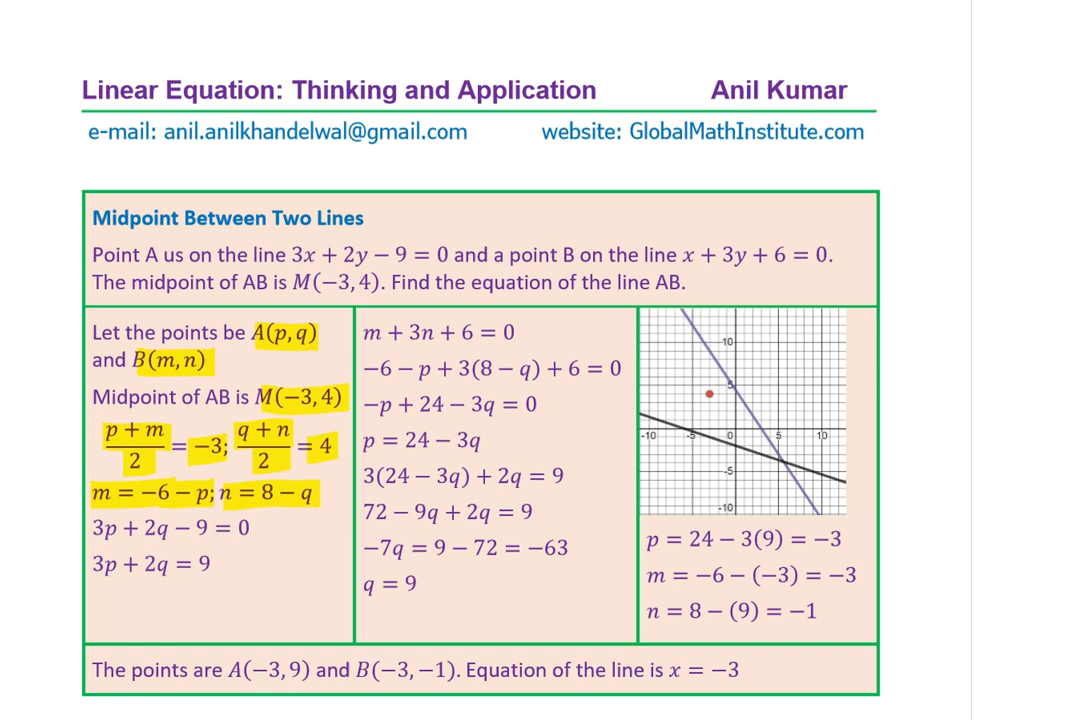 Linear Equation: Thinking and Application Anil Kumar
e-mail: anil.anilkhandelwal@gmail.com website: GlobalMathInstitute.com
Midpoint Between Two Lines
Point A us on the line 3x + 2y − 9 = 0 and a point B on the line x + 3y + 6 = 0.
The midpoint of AB is M(−3, 4). Find the equation of the line AB.
Let the points be A(p, q)
and B(m, n)
Midpoint of AB is M(−3, 4)
(p + m)/2 = −3; (q + n)/2 = 4
m = −6 − p; n = 8 − q
3p + 2q − 9 = 0
3p + 2q = 9
m + 3n + 6 = 0
−6 − p + 3(8 − q) + 6 = 0
−p + 24 − 3q = 0
p = 24 − 3q
3(24 − 3q) + 2q = 9
72 − 9q + 2q = 9
−7q = 9 − 72 = −63
q = 9
10
5
-10 -5 0 5 10
-5
-10
p = 24 − 3(9) = −3
m = −6 − (−3) = −3
n = 8 − (9) = −1
The points are A(−3, 9) and B(−3, −1). Equation of the line is x = −3